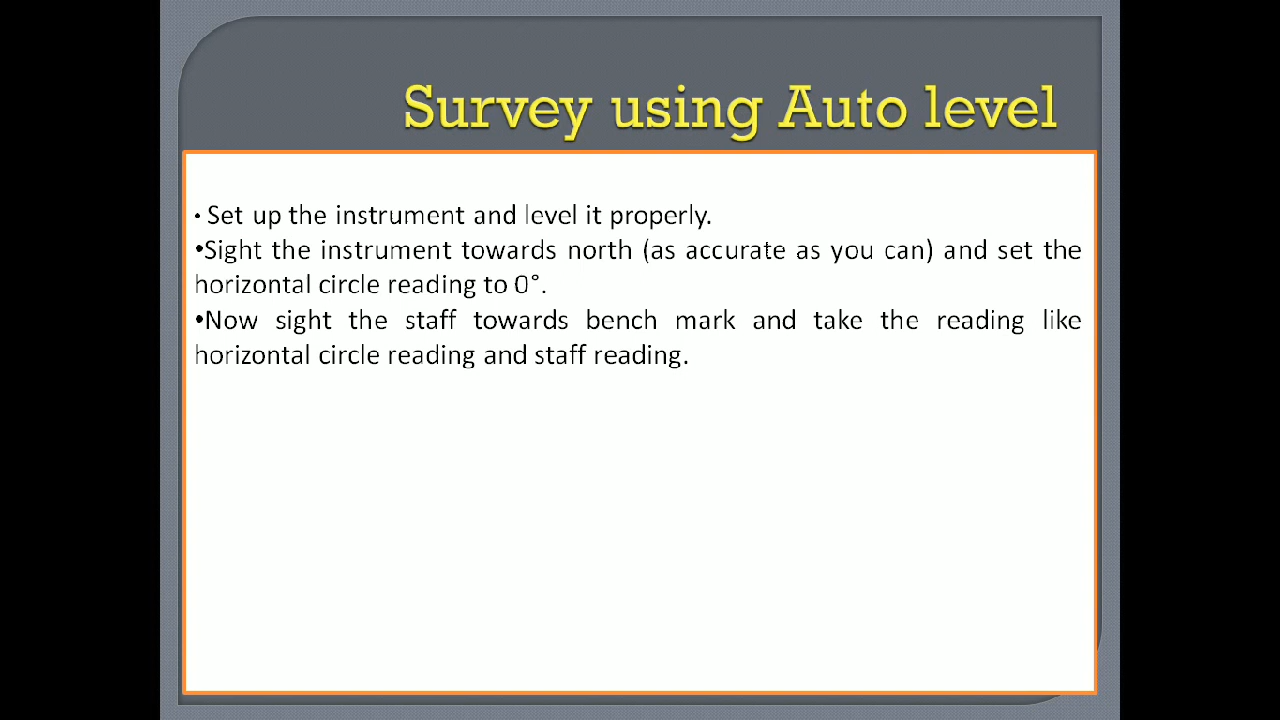 Survey using Auto level
• Set up the instrument and level it properly.
•Sight the instrument towards north (as accurate as you can) and set the
horizontal circle reading to 0°.
•Now sight the staff towards bench mark and take the reading like
horizontal circle reading and staff reading.